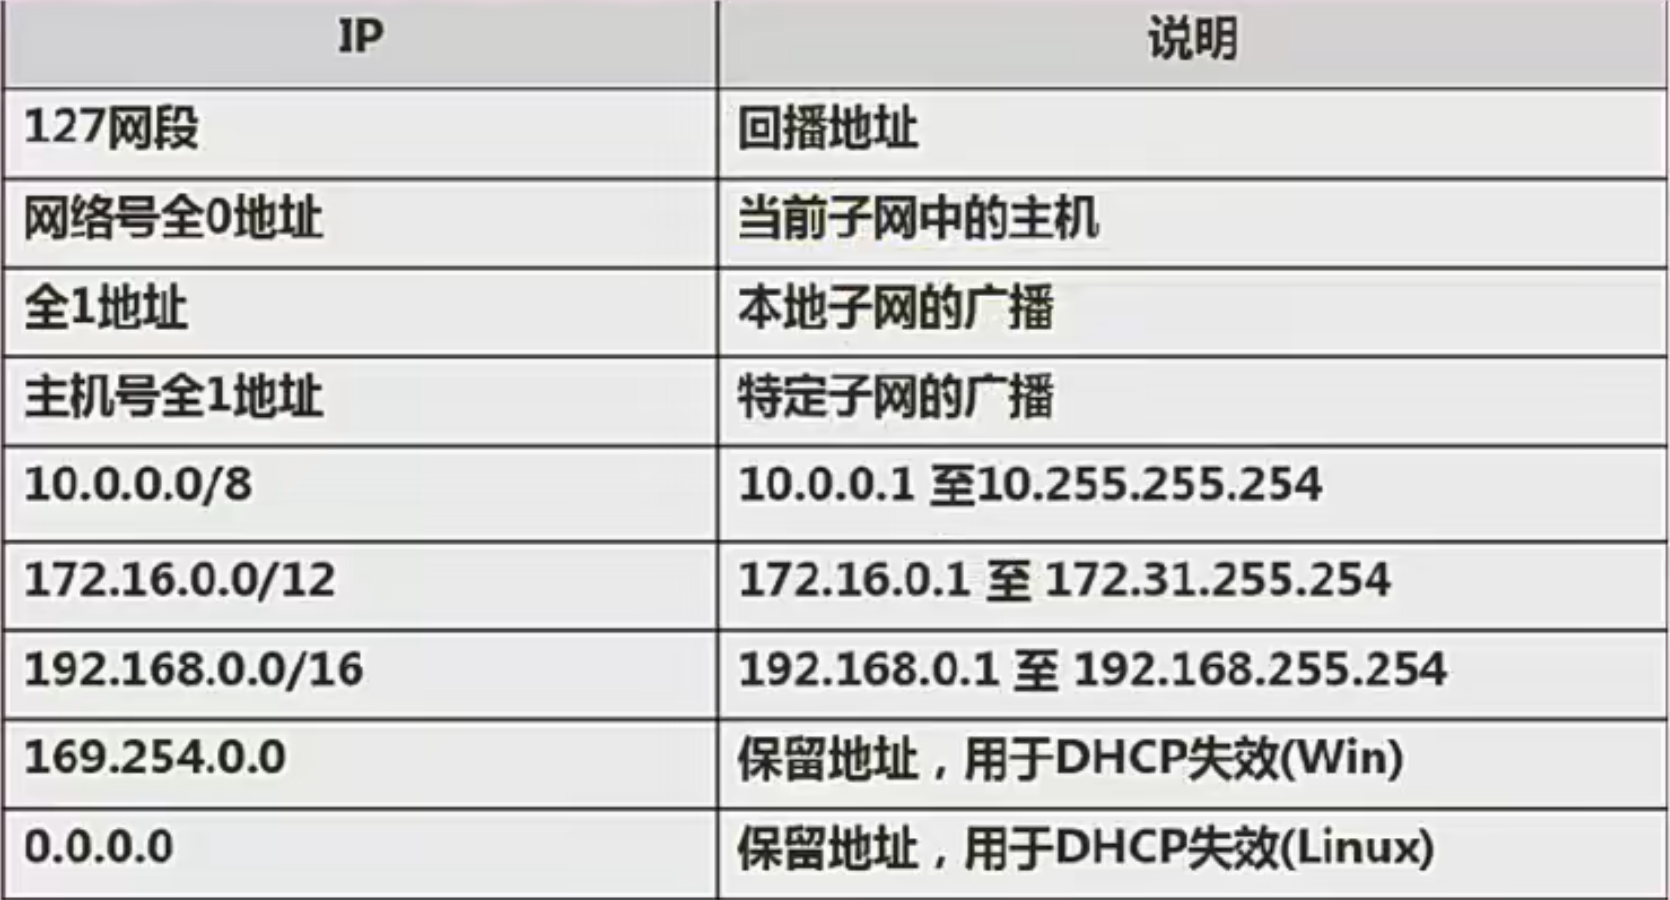 IP 说明
127网段 回播地址
网络号全0地址 当前子网中的主机
全1地址 本地子网的广播
主机号全1地址 特定子网的广播
10.0.0.0/8 10.0.0.1 至10.255.255.254
172.16.0.0/12 172.16.0.1 至 172.31.255.254
192.168.0.0/16 192.168.0.1 至 192.168.255.254
169.254.0.0 保留地址，用于DHCP失效(Win)
0.0.0.0 保留地址，用于DHCP失效(Linux)